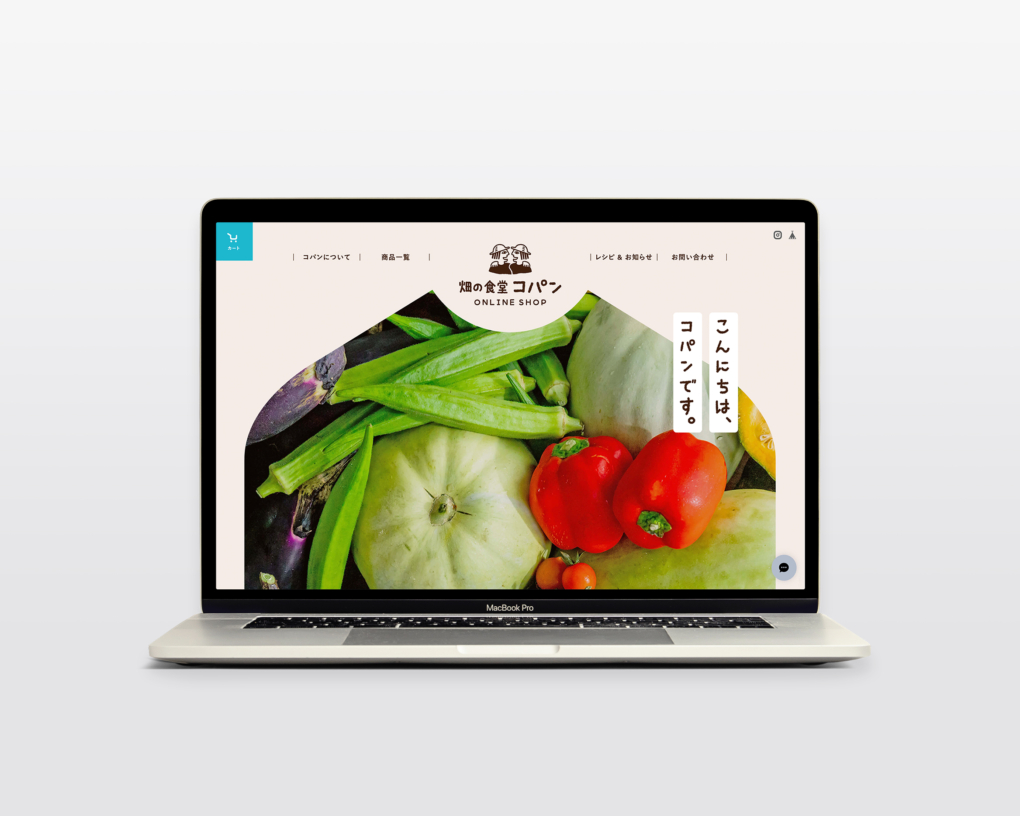 カート
コパンについて
商品一覧
畑の食堂 コパン
ONLINE SHOP
レシピ & お知らせ
お問い合わせ
こんにちは、
コパンです。
MacBook Pro